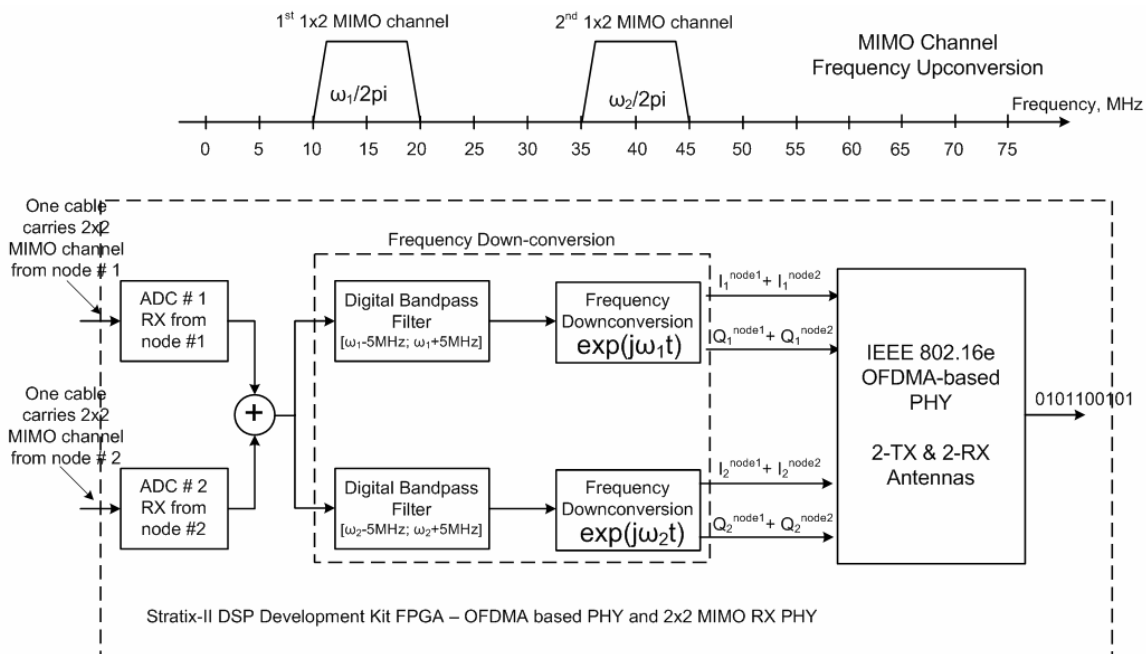 1st 1x2 MIMO channel
2nd 1x2 MIMO channel
MIMO Channel
Frequency Upconversion
ω1/2pi
ω2/2pi
Frequency, MHz
0 5 10 15 20 25 30 35 40 45 50 55 60 65 70 75
One cable
carries 2x2
MIMO channel
from node # 1
ADC # 1
RX from
node #1
One cable
carries 2x2
MIMO channel
from node # 2
ADC # 2
RX from
node #2
+
Frequency Down-conversion
Digital Bandpass
Filter
[ω1-5MHz; ω1+5MHz]
Frequency
Downconversion
exp(jω1t)
Digital Bandpass
Filter
[ω2-5MHz; ω2+5MHz]
Frequency
Downconversion
exp(jω2t)
I1node1 + I1node2
Q1node1 + Q1node2
I2node1 + I2node2
Q2node1 + Q2node2
IEEE 802.16e
OFDMA-based
PHY
2-TX & 2-RX
Antennas
0101100101
Stratix-II DSP Development Kit FPGA – OFDMA based PHY and 2x2 MIMO RX PHY